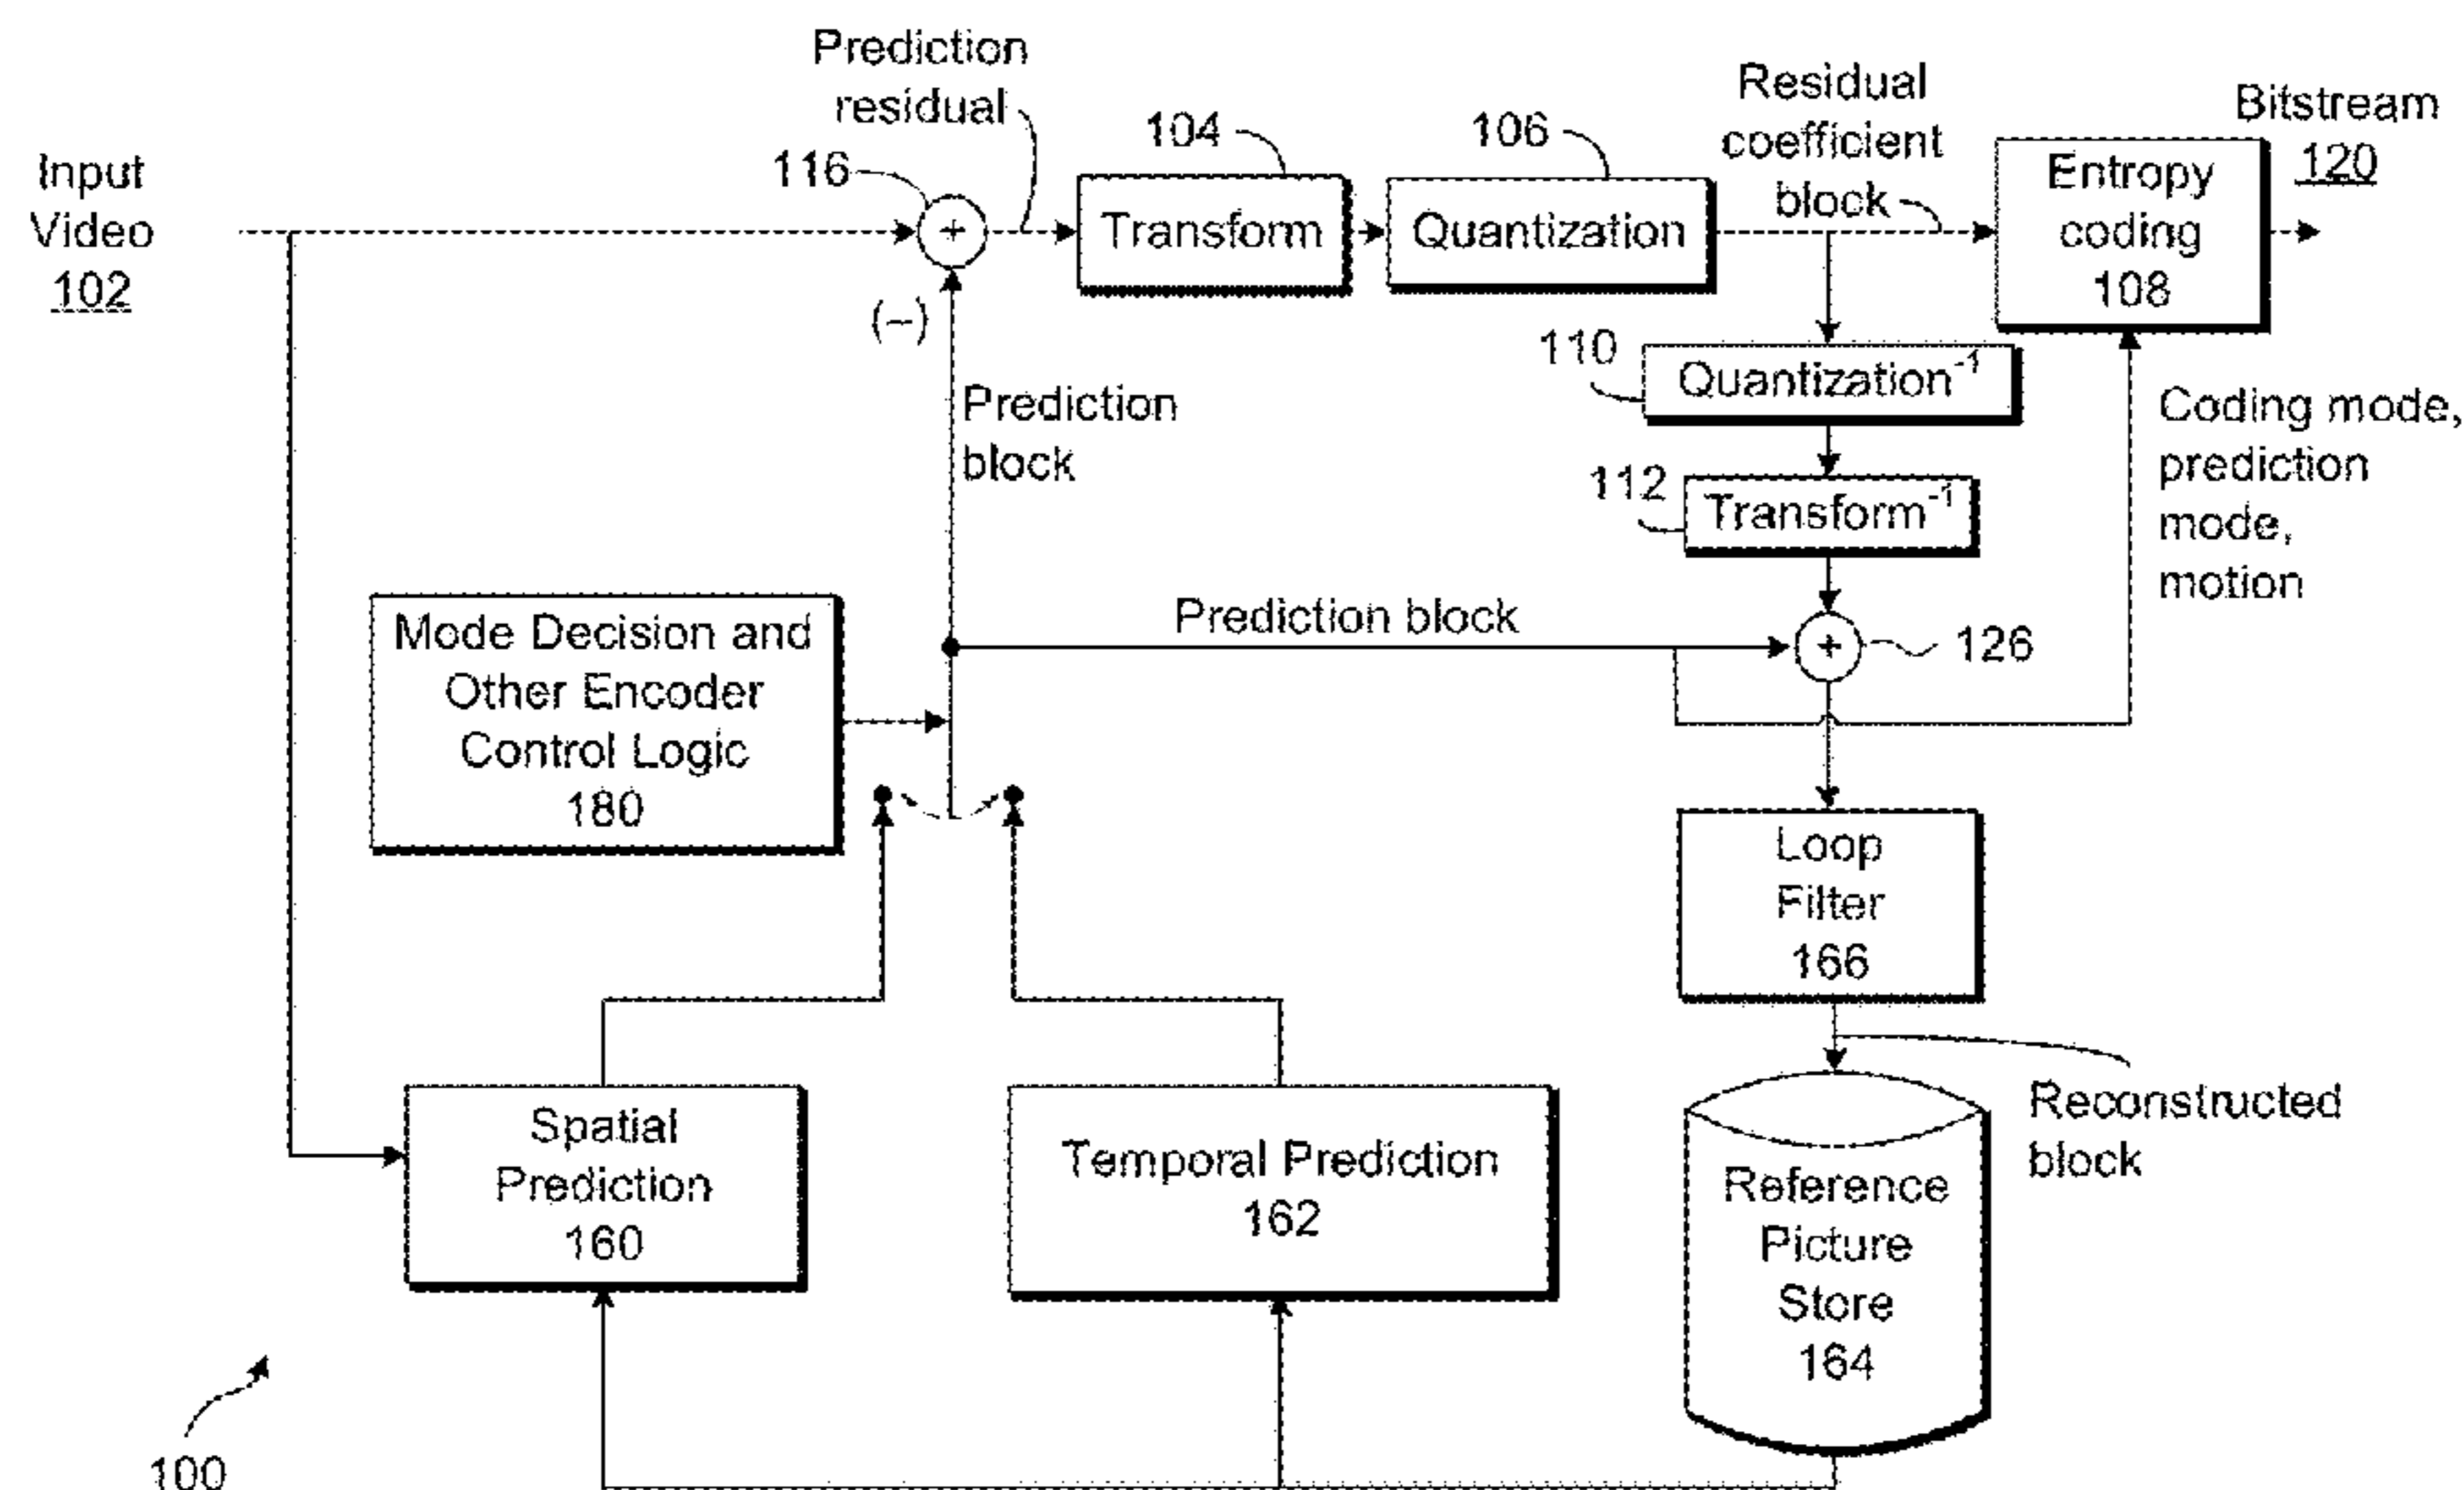 Input
Video
102
Prediction
residual
116
+
(–)
104
Transform
106
Quantization
Residual
coefficient
block
Entropy
coding
108
Bitstream
120
110
Quantization-1
112
Transform-1
Coding mode,
prediction
mode,
motion
Prediction
block
Prediction block
+
126
Mode Decision and
Other Encoder
Control Logic
180
Loop
Filter
166
Spatial
Prediction
160
Temporal Prediction
162
Reference
Picture
Store
164
Reconstructed
block
100